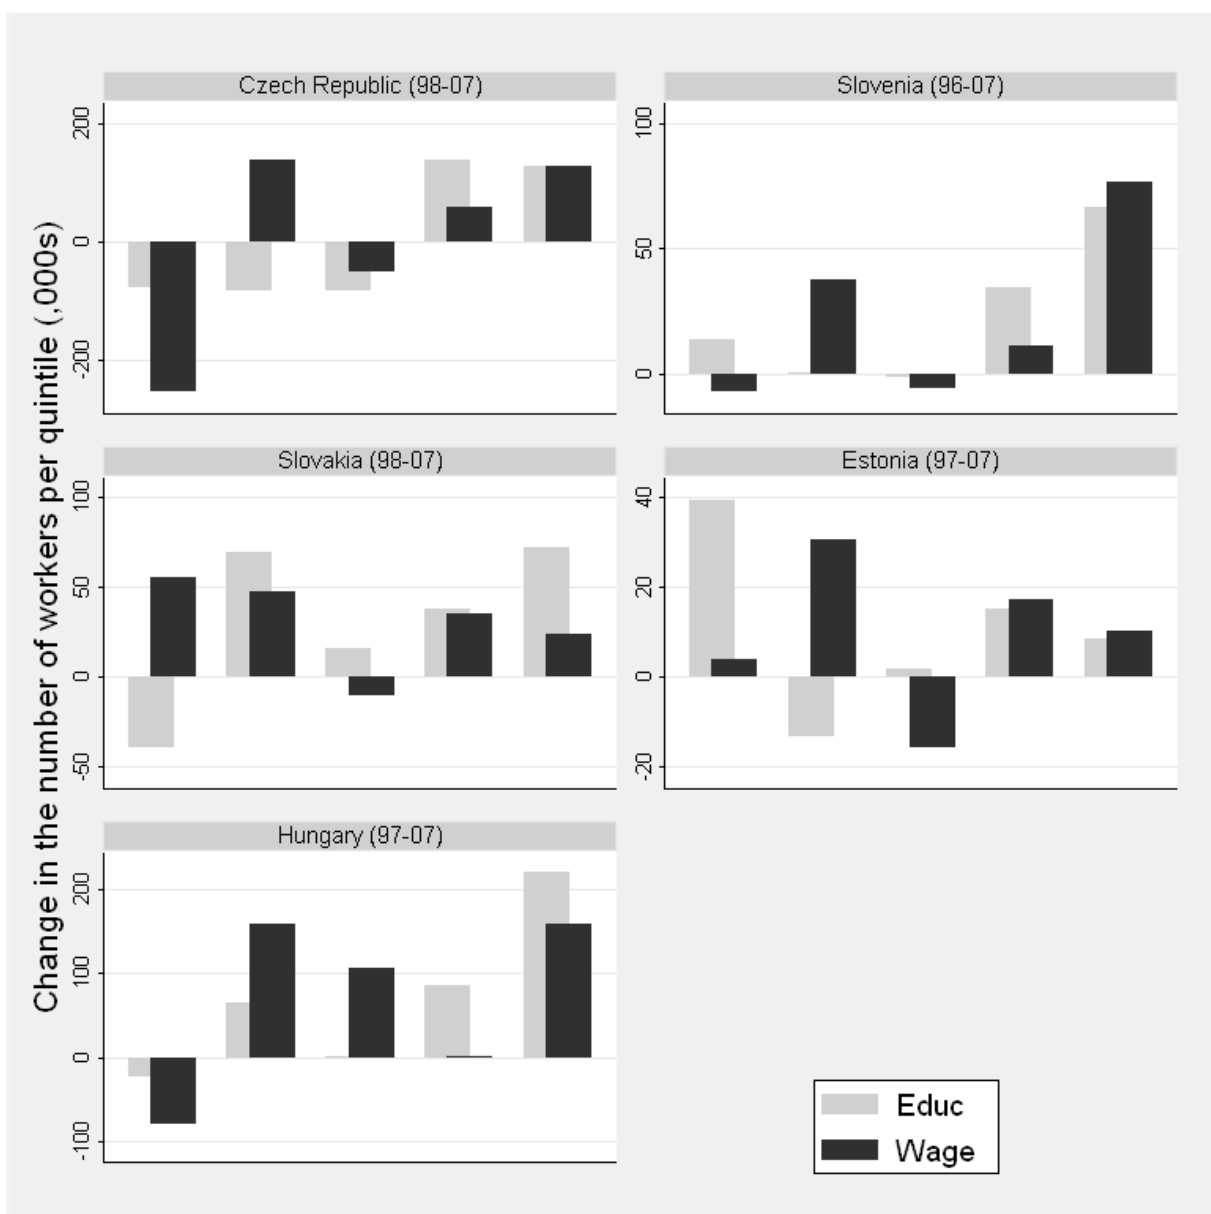 Change in the number of workers per quintile (,000s)
Czech Republic (98-07)
200
0
-200
Slovenia (96-07)
100
50
0
Slovakia (98-07)
100
50
0
-50
Estonia (97-07)
40
20
0
-20
Hungary (97-07)
200
100
0
-100
Educ
Wage